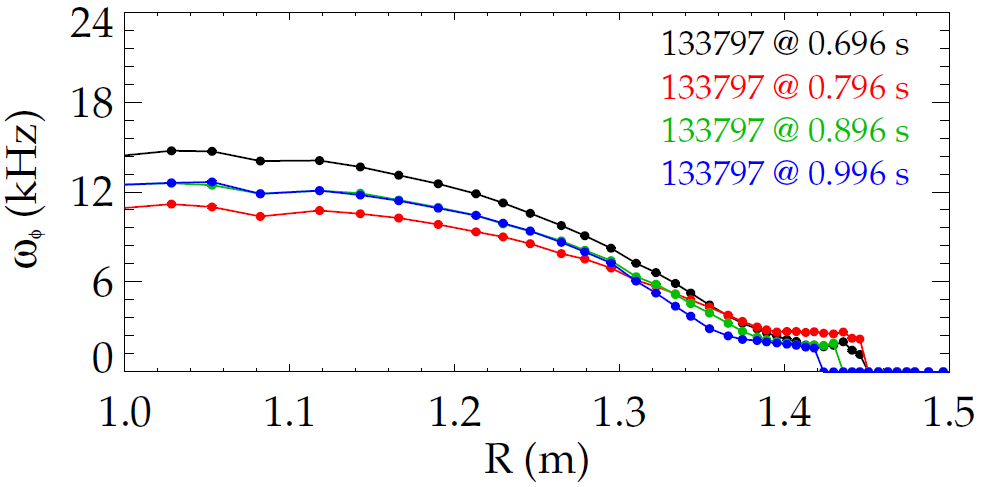 24
18
12
6
0
ωϕ (kHz)
133797 @ 0.696 s
133797 @ 0.796 s
133797 @ 0.896 s
133797 @ 0.996 s
1.0 1.1 1.2 1.3 1.4 1.5
R (m)